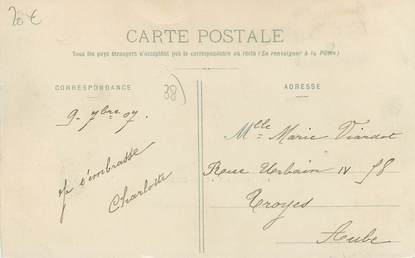 20 €
CARTE POSTALE
Tous les pays étrangers n'acceptent pas la correspondance au recto (Se renseigner à la Poste)
CORRESPONDANCE
38)
ADRESSE
9 - 7bre 07.
Je t'embrasse
Charlotte
Mlle Marie Viardot
Rue Urbain IV 58
Troyes
Aube